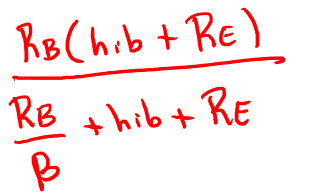 RB(hib + RE)
RB/β + hib + RE